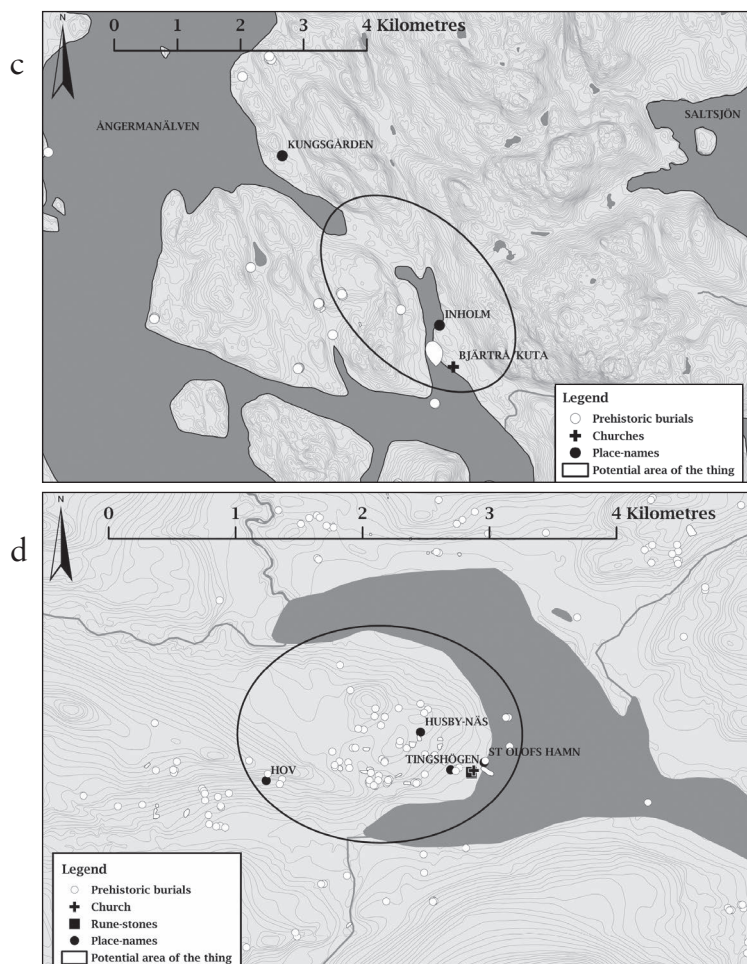 c
N
0 1 2 3 4 Kilometres
ÅNGERMANÄLVEN
SALTSJÖN
KUNGSGÅRDEN
INHOLM
BJÄRTRÅ/KUTA
Legend
Prehistoric burials
Churches
Place-names
Potential area of the thing
d
N
0 1 2 3 4 Kilometres
HUSBY-NÄS
TINGSHÖGEN
ST OLOFS HAMN
HOV
Legend
Prehistoric burials
Church
Rune-stones
Place-names
Potential area of the thing